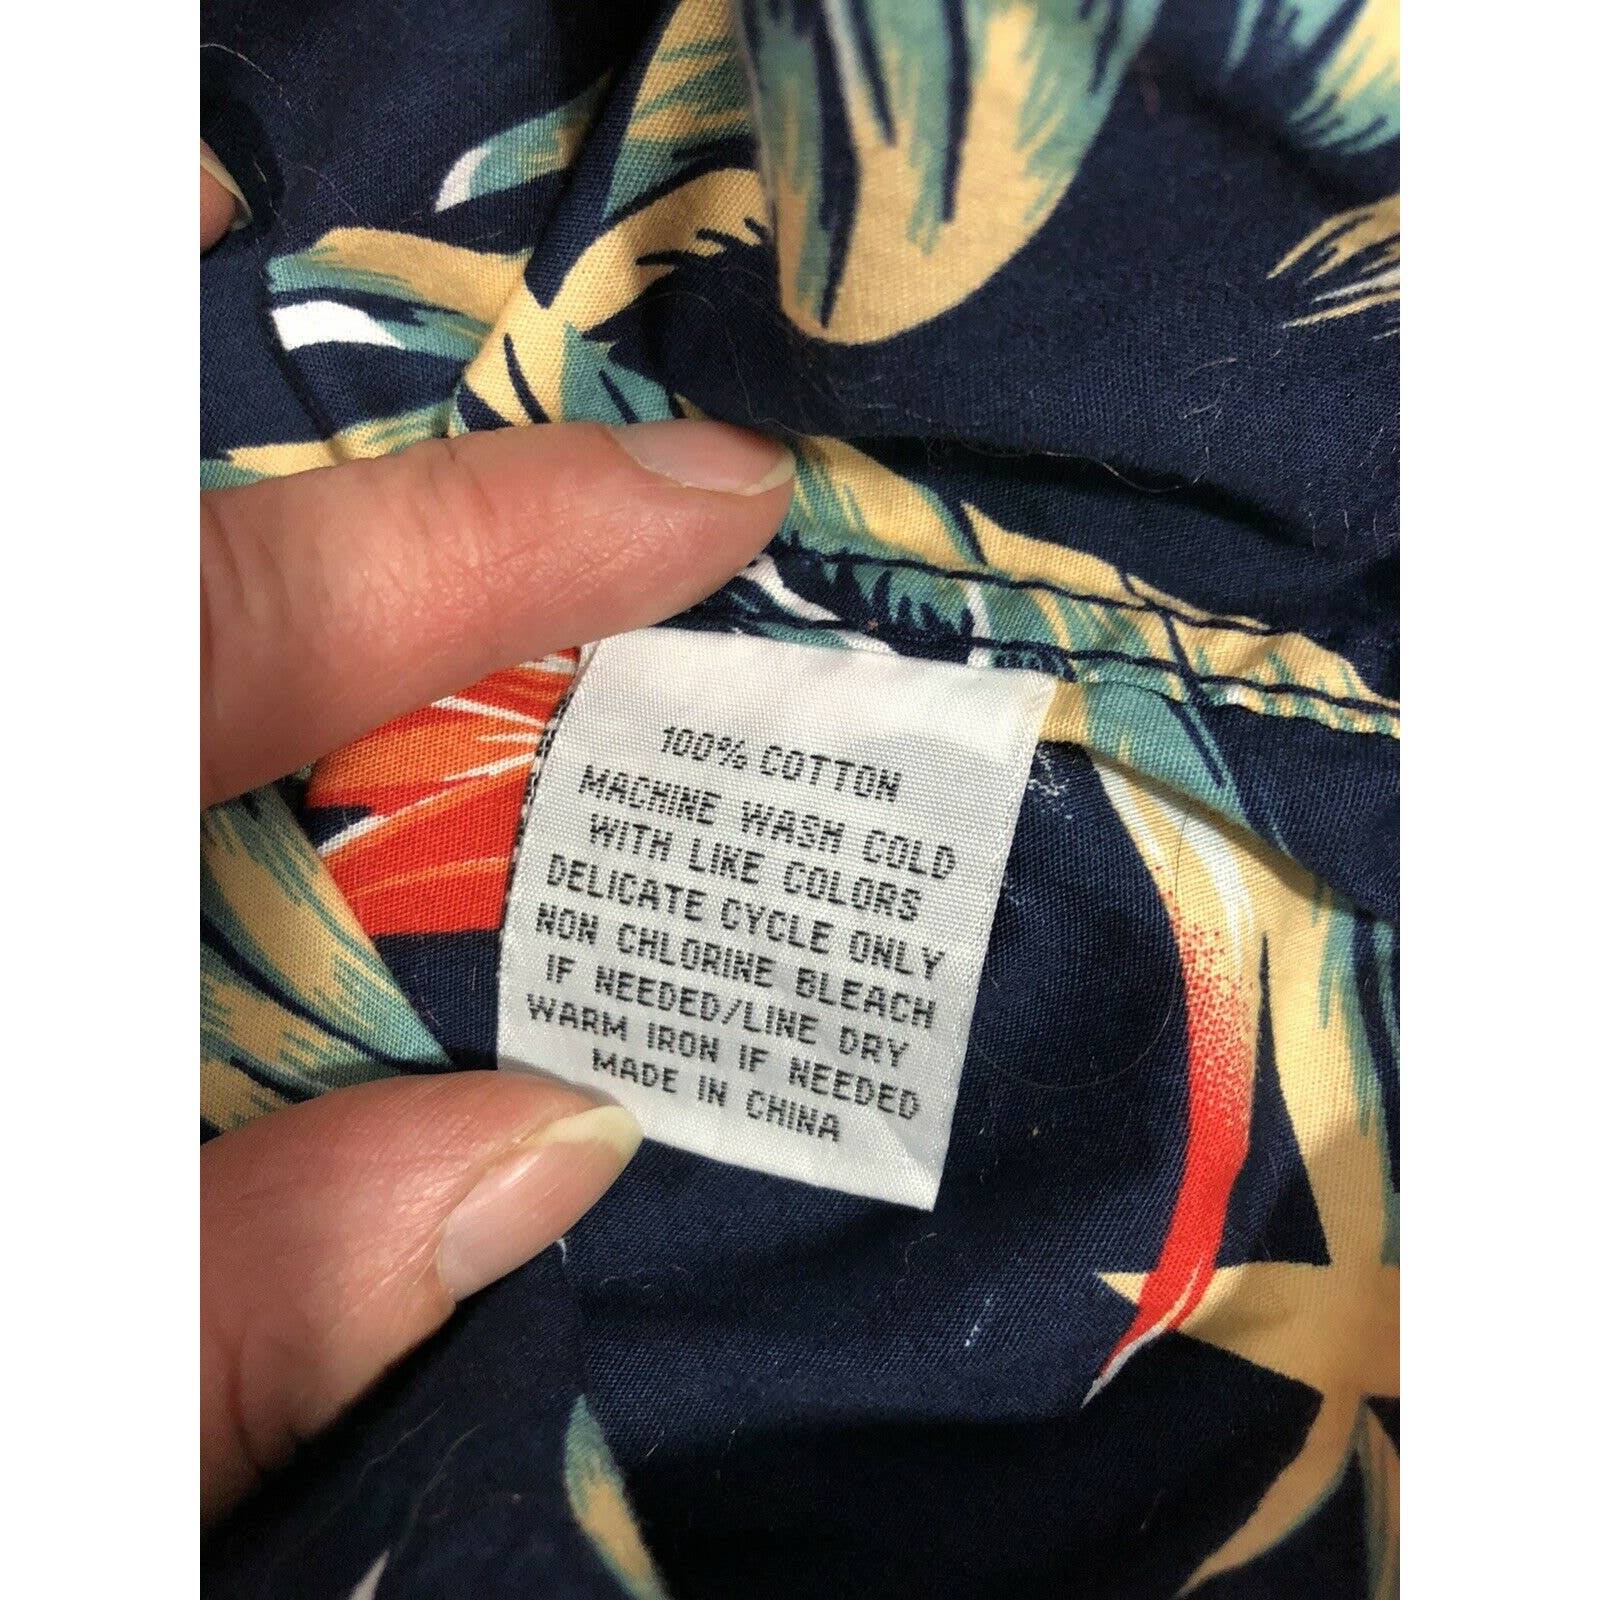 100% COTTON
MACHINE WASH COLD
WITH LIKE COLORS
DELICATE CYCLE ONLY
NON CHLORINE BLEACH
IF NEEDED/LINE DRY
WARM IRON IF NEEDED
MADE IN CHINA